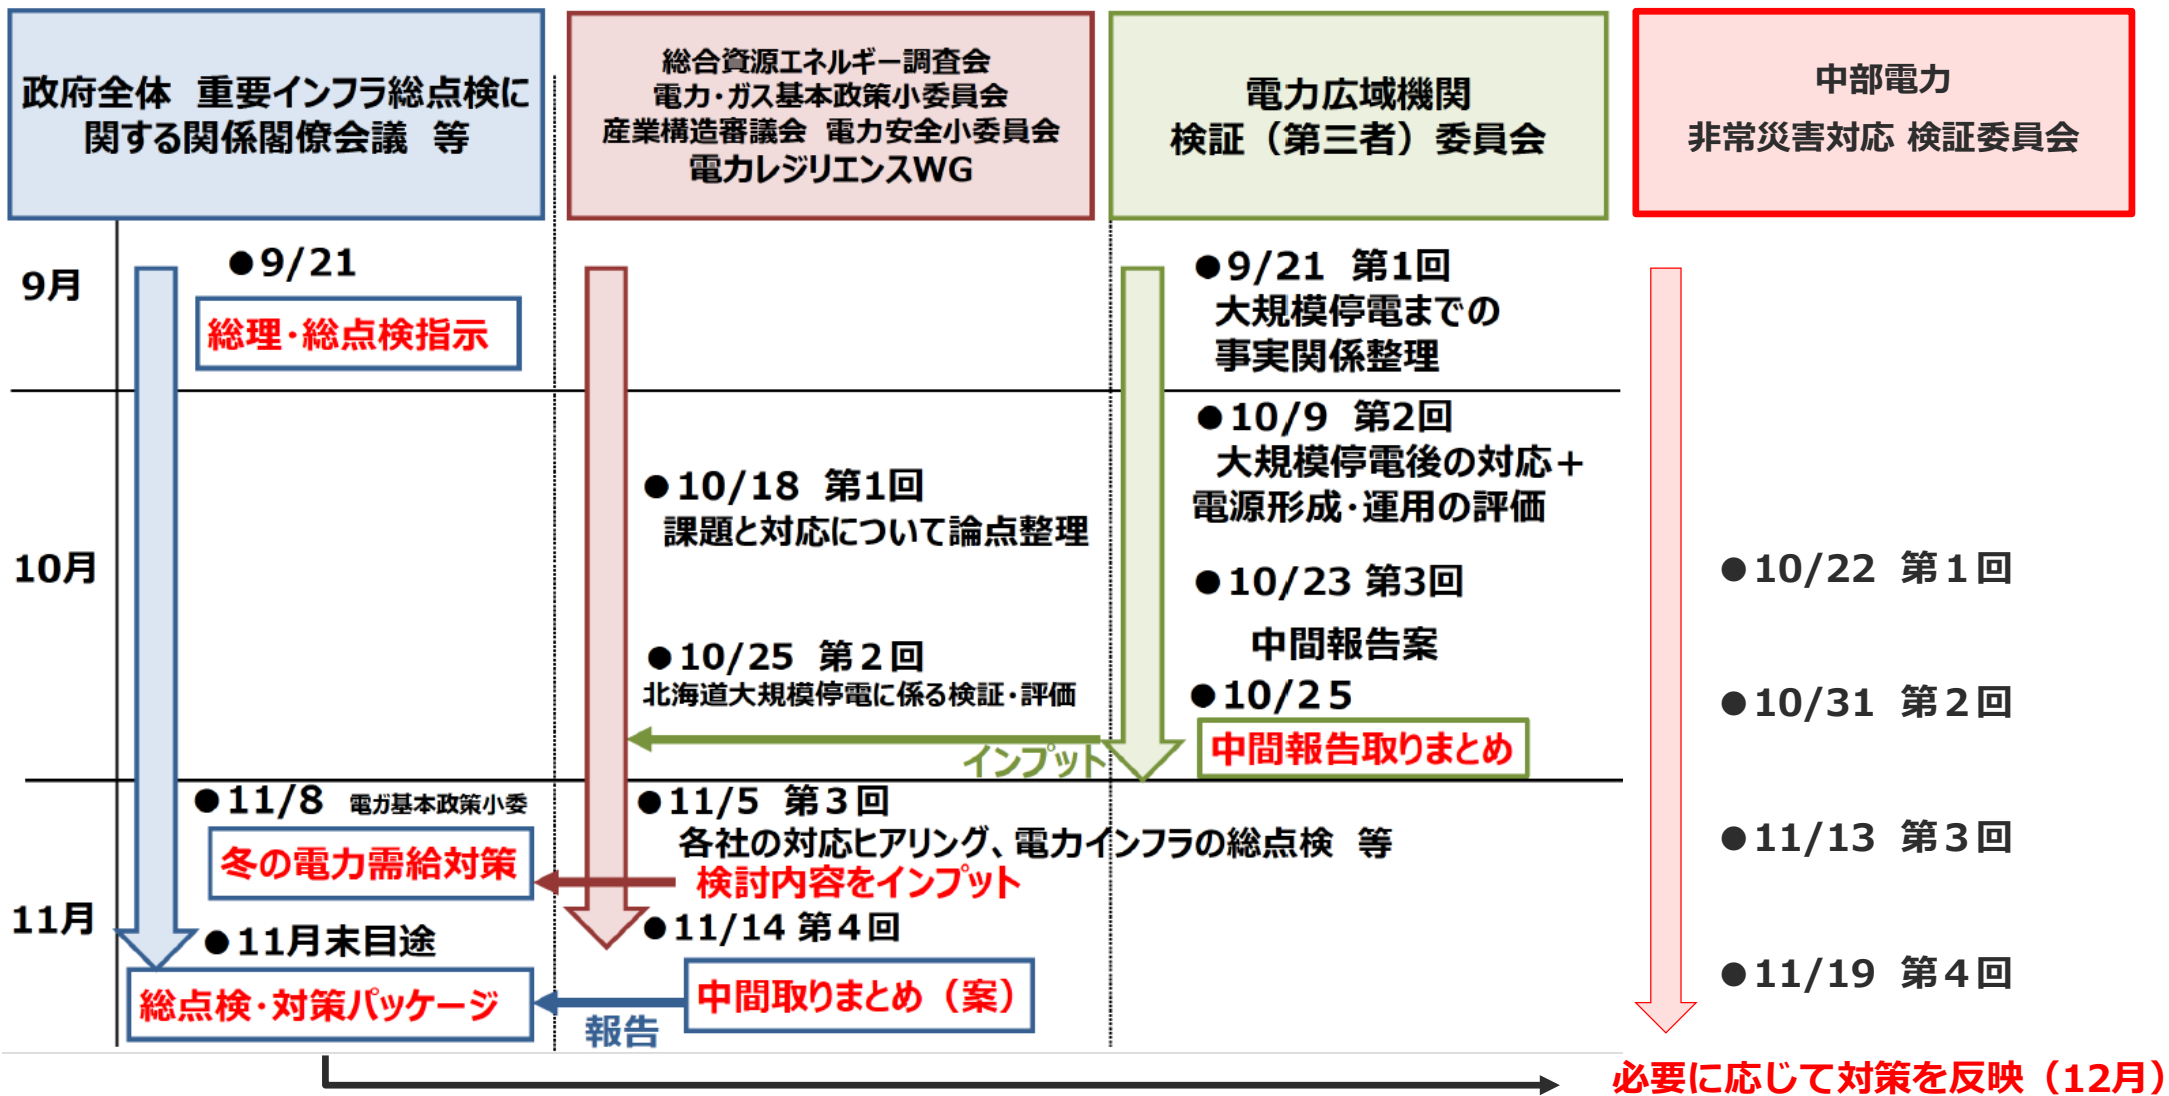 政府全体 重要インフラ総点検に
関する関係閣僚会議 等
総合資源エネルギー調査会
電力・ガス基本政策小委員会
産業構造審議会 電力安全小委員会
電力レジリエンスWG
電力広域機関
検証（第三者）委員会
中部電力
非常災害対応 検証委員会
9月
●9/21
総理・総点検指示
●9/21 第1回
大規模停電までの
事実関係整理
10月
●10/18 第1回
課題と対応について論点整理
●10/25 第２回
北海道大規模停電に係る検証・評価
●10/9 第2回
大規模停電後の対応＋
電源形成・運用の評価
●10/23 第3回
中間報告案
●10/25
中間報告取りまとめ
インプット
●10/22 第１回
●10/31 第２回
11月
●11/8 電ガ基本政策小委
冬の電力需給対策
●11月末目途
総点検・対策パッケージ
●11/5 第３回
各社の対応ヒアリング、電力インフラの総点検 等
検討内容をインプット
●11/14 第４回
中間取りまとめ（案）
報告
●11/13 第３回
●11/19 第４回
必要に応じて対策を反映（12月）